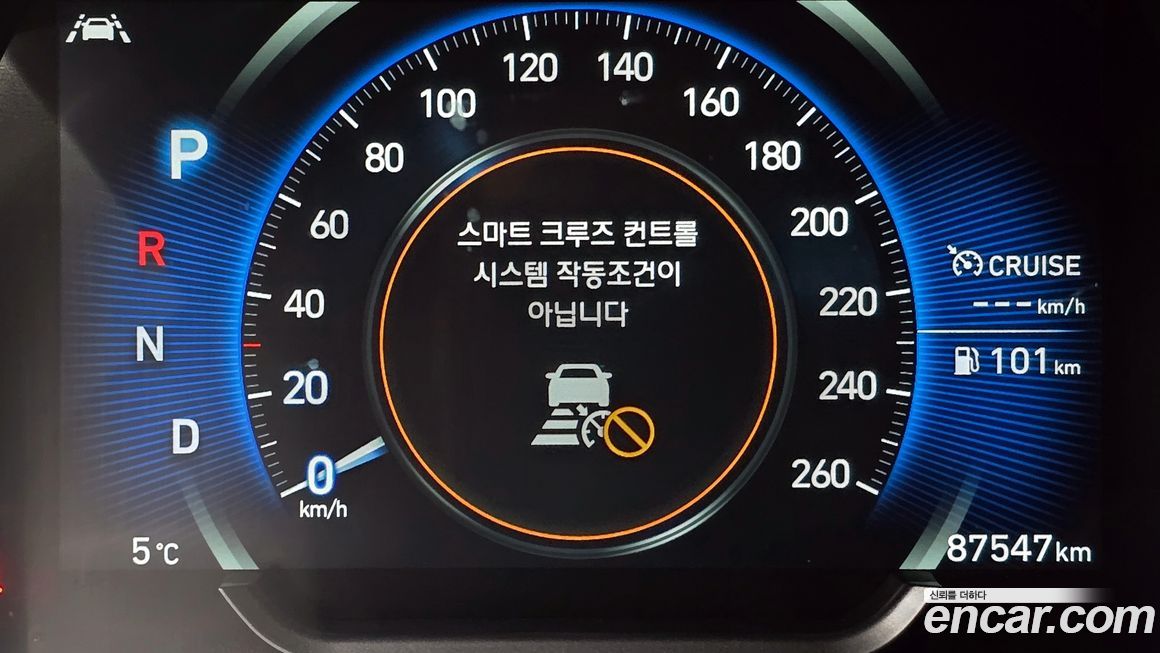 120 140
100 160
80 180
60 200
40 220
20 240
0 260
km/h
P
R
N
D
스마트 크루즈 컨트롤
시스템 작동조건이
아닙니다
CRUISE
---km/h
101 km
5°C
87547 km
신뢰를 더하다
encar.com